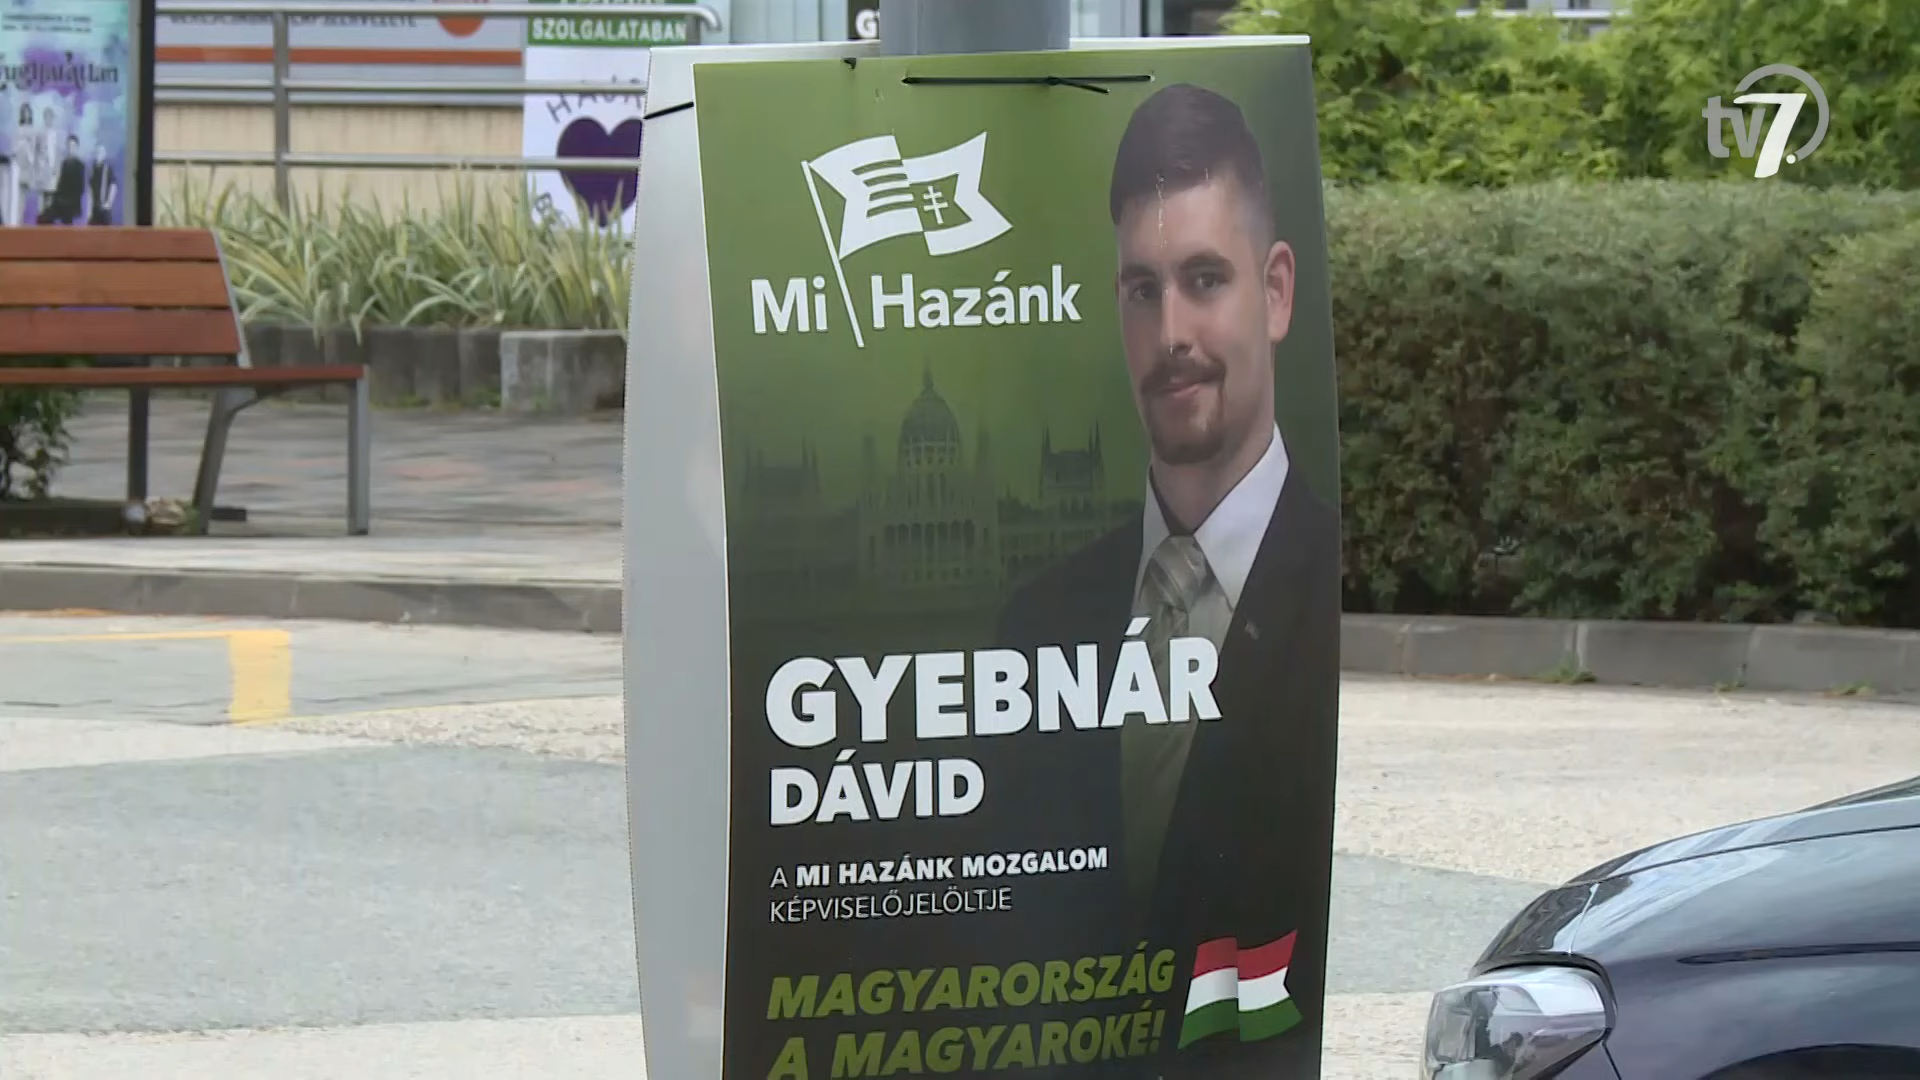 SZOLGÁLATÁBAN
tv7
Mi Hazánk
GYEBNÁR
DÁVID
A MI HAZÁNK MOZGALOM
KÉPVISELŐJELÖLTJE
MAGYARORSZÁG
A MAGYAROKÉ!